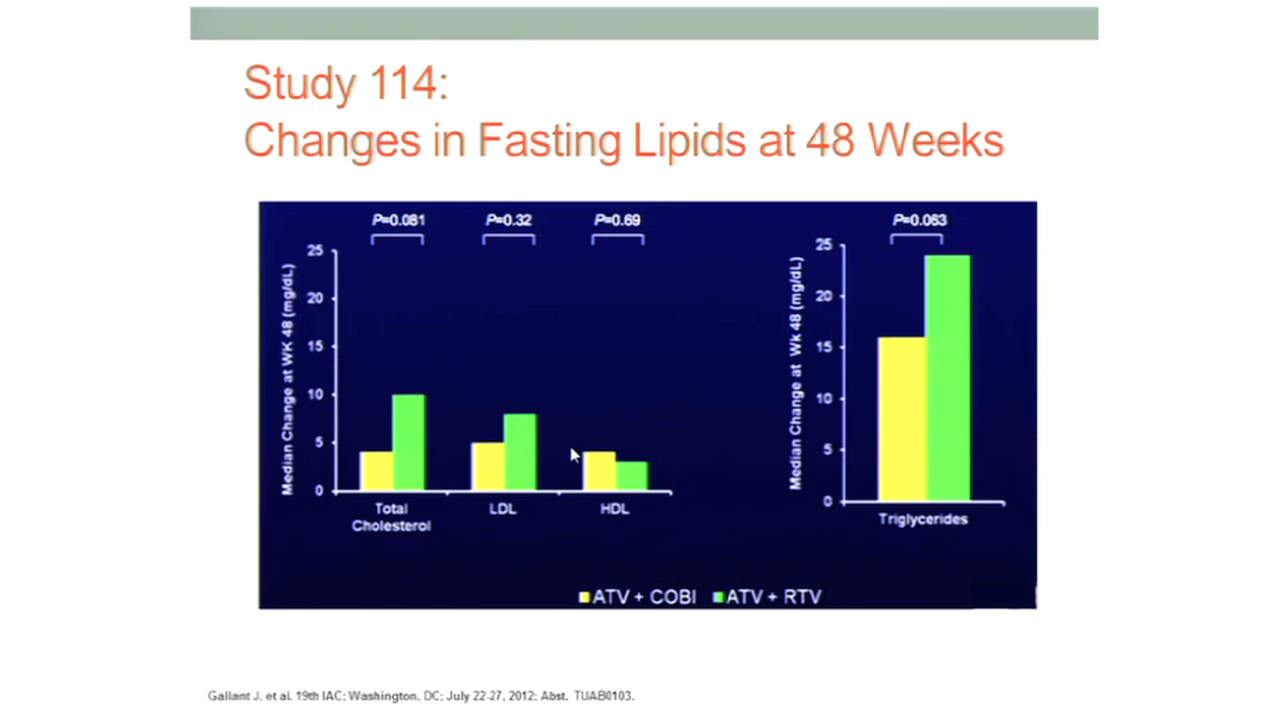 Study 114:
Changes in Fasting Lipids at 48 Weeks
P=0.081
P=0.32
P=0.69
Median Change at WK 48 (mg/dL)
25
20
15
10
5
0
Total
Cholesterol
LDL
HDL
P=0.063
Median Change at Wk 48 (mg/dL)
25
20
15
10
5
0
Triglycerides
ATV + COBI
ATV + RTV
Gallant J, et al. 19th IAC; Washington, DC; July 22-27, 2012; Abst. TUAB0103.